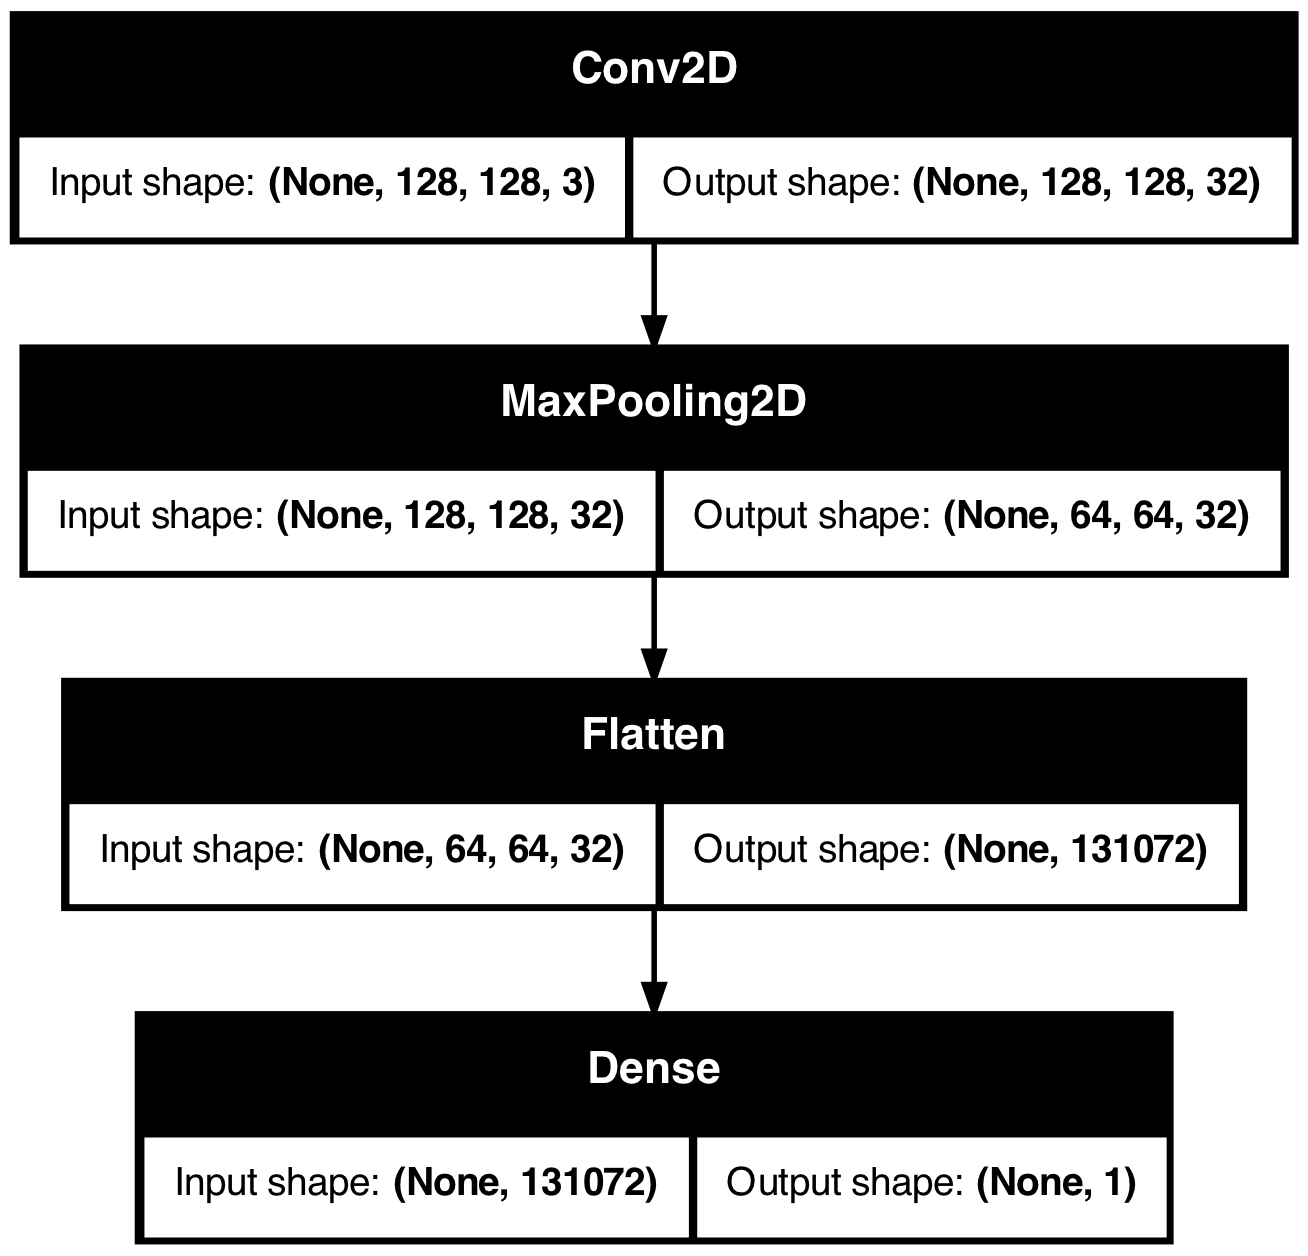 Conv2D
Input shape: (None, 128, 128, 3) Output shape: (None, 128, 128, 32)
MaxPooling2D
Input shape: (None, 128, 128, 32) Output shape: (None, 64, 64, 32)
Flatten
Input shape: (None, 64, 64, 32) Output shape: (None, 131072)
Dense
Input shape: (None, 131072) Output shape: (None, 1)